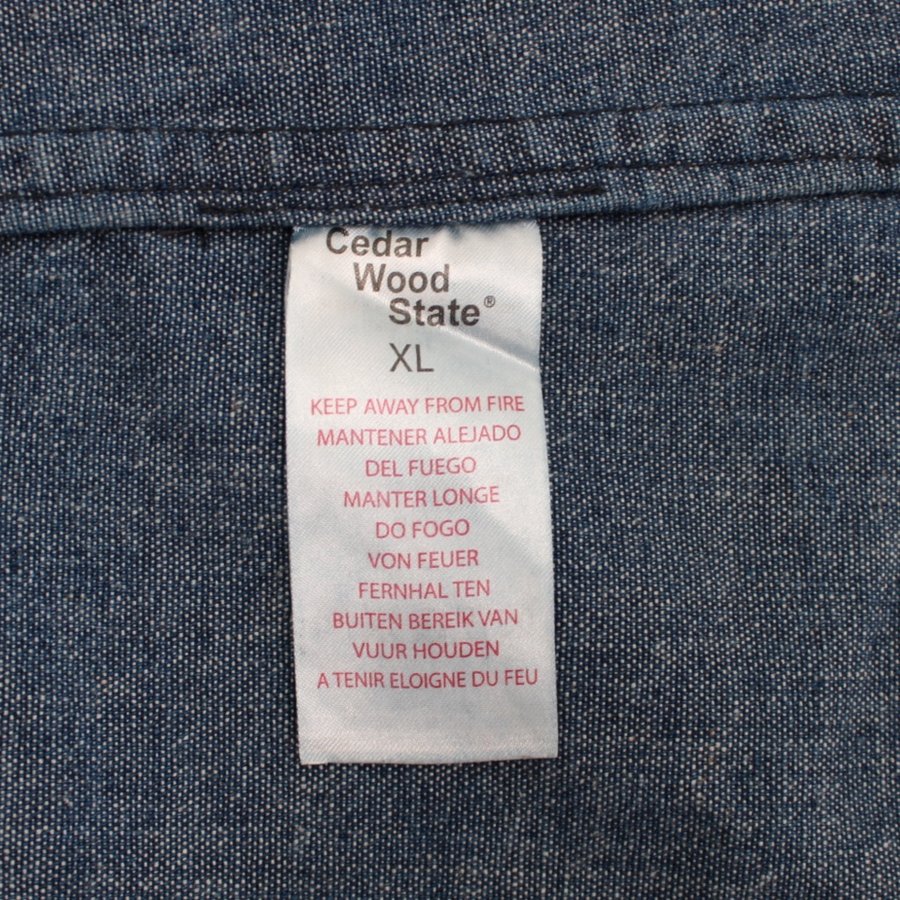 Cedar
Wood
State®
XL
KEEP AWAY FROM FIRE
MANTENER ALEJADO
DEL FUEGO
MANTER LONGE
DO FOGO
VON FEUER
FERNHAL TEN
BUITEN BEREIK VAN
VUUR HOUDEN
A TENIR ELOIGNE DU FEU